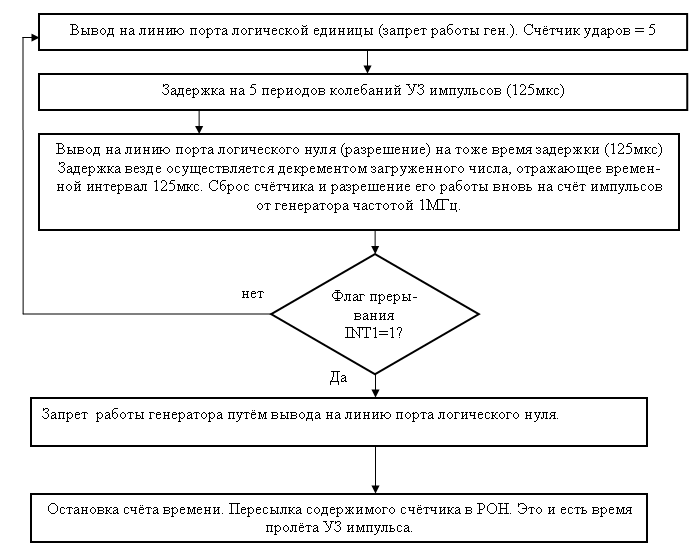 Вывод на линию порта логической единицы (запрет работы ген.). Счётчик ударов = 5
Задержка на 5 периодов колебаний УЗ импульсов (125мкс)
Вывод на линию порта логического нуля (разрешение) на тоже время задержки (125мкс)
Задержка везде осуществляется декрементом загруженного числа, отражающее времен-
ной интервал 125мкс. Сброс счётчика и разрешение его работы вновь на счёт импульсов
от генератора частотой 1МГц.
нет
Флаг преры-
вания
INT1=1?
Да
Запрет работы генератора путём вывода на линию порта логического нуля.
Остановка счёта времени. Пересылка содержимого счётчика в РОН. Это и есть время
пролёта УЗ импульса.